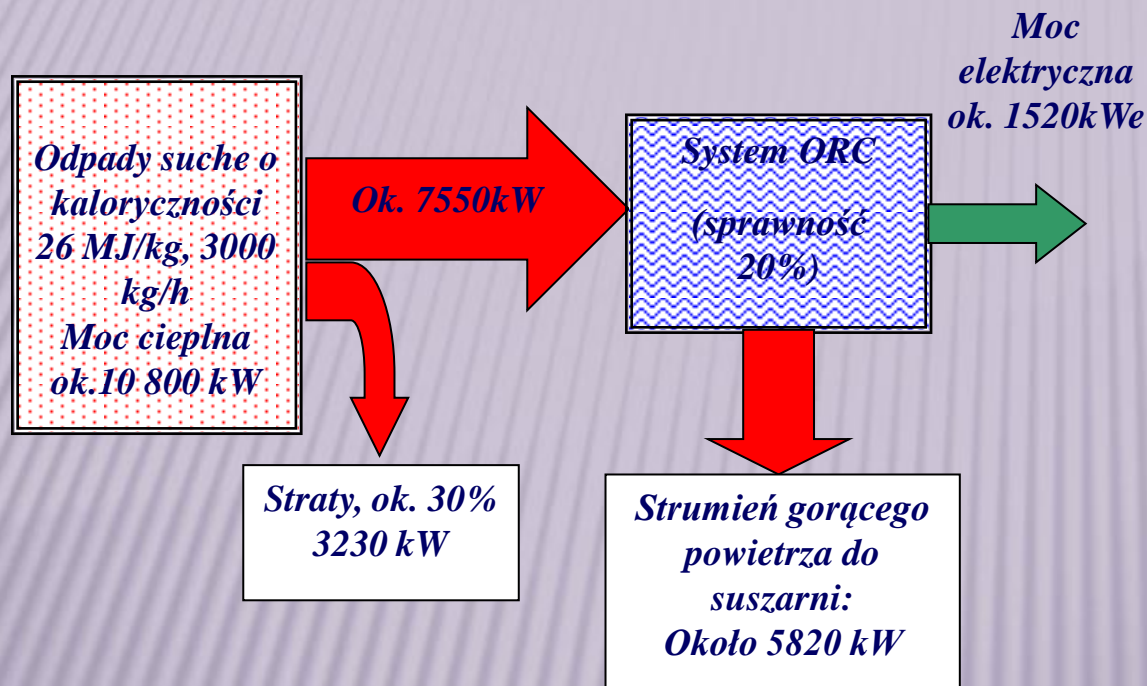 Moc
elektryczna
ok. 1520kWe
Odpady suche o
kaloryczności
26 MJ/kg, 3000
kg/h
Moc cieplna
ok.10 800 kW
Ok. 7550kW
System ORC
(sprawność
20%)
Straty, ok. 30%
3230 kW
Strumień gorącego
powietrza do
suszarni:
Około 5820 kW